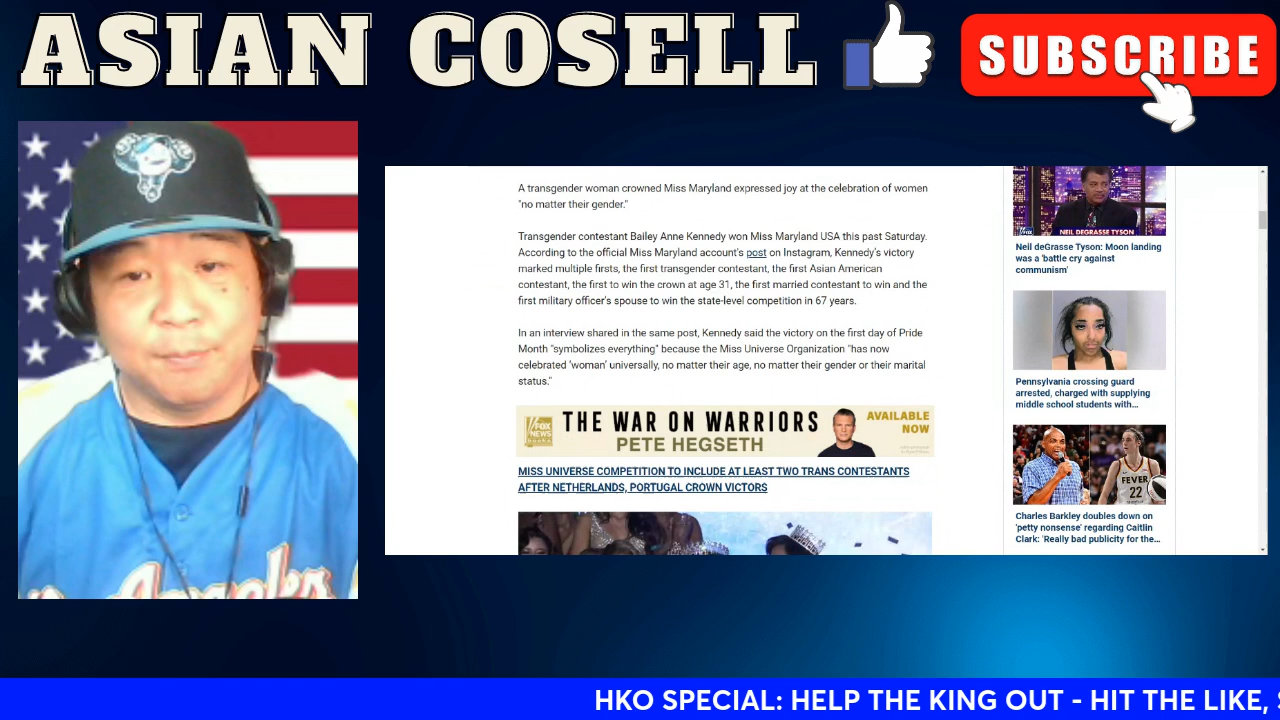 ASIAN COSELL
SUBSCRIBE
A transgender woman crowned Miss Maryland expressed joy at the celebration of women
"no matter their gender."
Transgender contestant Bailey Anne Kennedy won Miss Maryland USA this past Saturday.
According to the official Miss Maryland account's post on Instagram, Kennedy's victory
marked multiple firsts, the first transgender contestant, the first Asian American
contestant, the first to win the crown at age 31, the first married contestant to win and the
first military officer's spouse to win the state-level competition in 67 years.
In an interview shared in the same post, Kennedy said the victory on the first day of Pride
Month "symbolizes everything" because the Miss Universe Organization "has now
celebrated 'woman' universally, no matter their age, no matter their gender or their marital
status."
FOX
NEWS
books
THE WAR ON WARRIORS
PETE HEGSETH
AVAILABLE
NOW
MISS UNIVERSE COMPETITION TO INCLUDE AT LEAST TWO TRANS CONTESTANTS
AFTER NETHERLANDS, PORTUGAL CROWN VICTORS
NEIL DEGRASSE TYSON
Neil deGrasse Tyson: Moon landing
was a 'battle cry against
communism'
Pennsylvania crossing guard
arrested, charged with supplying
middle school students with...
FEVER
22
Charles Barkley doubles down on
'petty nonsense' regarding Caitlin
Clark: 'Really bad publicity for the...
Angeles
HKO SPECIAL: HELP THE KING OUT - HIT THE LIKE,